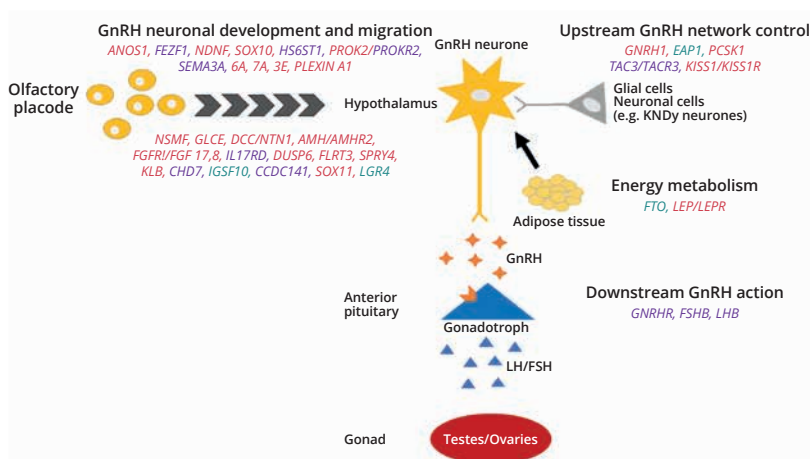 GnRH neuronal development and migration
ANOS1, FEZF1, NDNF, SOX10, HS6ST1, PROK2/PROKR2,
SEMA3A, 6A, 7A, 3E, PLEXIN A1
Olfactory
placode
NSMF, GLCE, DCC/NTN1, AMH/AMHR2,
FGFR!/FGF 17,8, IL17RD, DUSP6, FLRT3, SPRY4,
KLB, CHD7, IGSF10, CCDC141, SOX11, LGR4
GnRH neurone
Hypothalamus
Upstream GnRH network control
GNRH1, EAP1, PCSK1
TAC3/TACR3, KISS1/KISS1R
Glial cells
Neuronal cells
(e.g. KNDy neurones)
Energy metabolism
FTO, LEP/LEPR
Adipose tissue
GnRH
Anterior
pituitary
Gonadotroph
Downstream GnRH action
GNRHR, FSHB, LHB
LH/FSH
Gonad
Testes/Ovaries